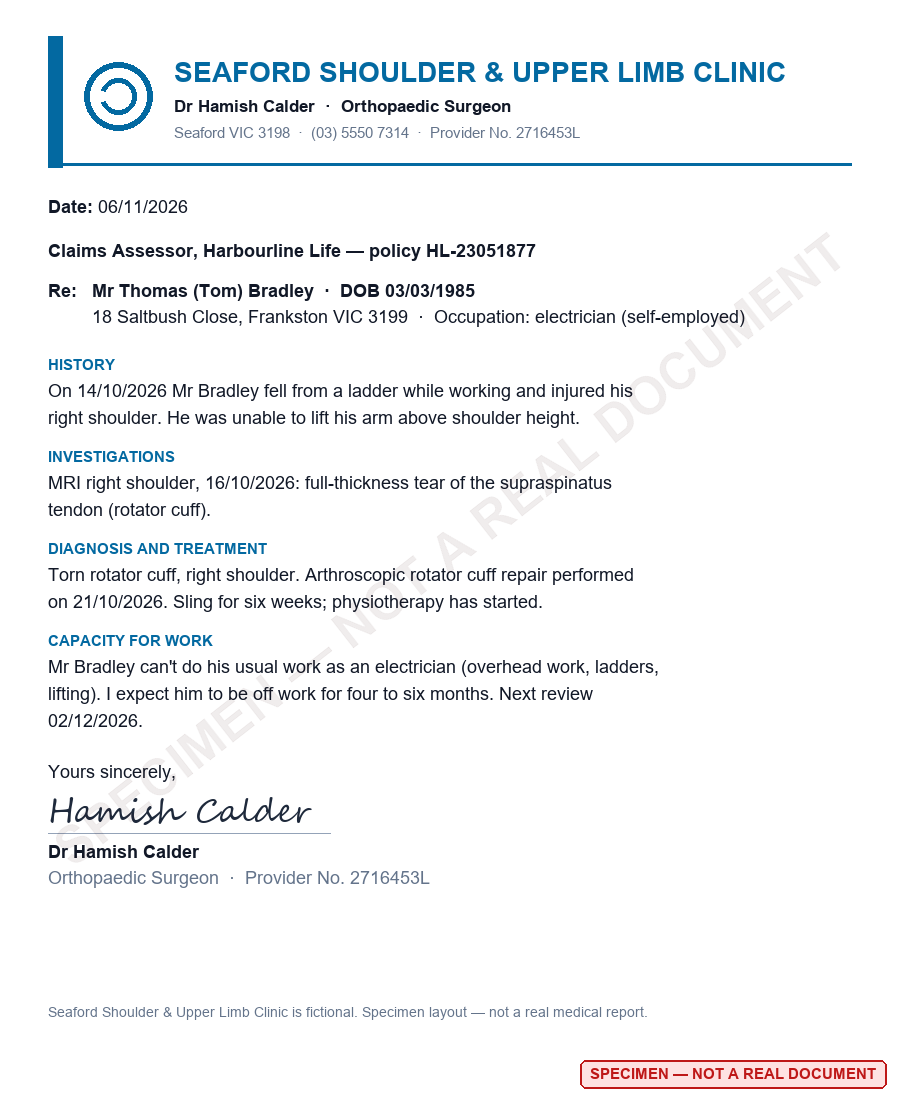 SEAFORD SHOULDER & UPPER LIMB CLINIC
Dr Hamish Calder · Orthopaedic Surgeon
Seaford VIC 3198 · (03) 5550 7314 · Provider No. 2716453L
Date: 06/11/2026
Claims Assessor, Harbourline Life — policy HL-23051877
Re: Mr Thomas (Tom) Bradley · DOB 03/03/1985
18 Saltbush Close, Frankston VIC 3199 · Occupation: electrician (self-employed)
HISTORY
On 14/10/2026 Mr Bradley fell from a ladder while working and injured his
right shoulder. He was unable to lift his arm above shoulder height.
INVESTIGATIONS
MRI right shoulder, 16/10/2026: full-thickness tear of the supraspinatus
tendon (rotator cuff).
DIAGNOSIS AND TREATMENT
Torn rotator cuff, right shoulder. Arthroscopic rotator cuff repair performed
on 21/10/2026. Sling for six weeks; physiotherapy has started.
CAPACITY FOR WORK
Mr Bradley can't do his usual work as an electrician (overhead work, ladders,
lifting). I expect him to be off work for four to six months. Next review
02/12/2026.
Yours sincerely,
Hamish Calder
Dr Hamish Calder
Orthopaedic Surgeon · Provider No. 2716453L
Seaford Shoulder & Upper Limb Clinic is fictional. Specimen layout — not a real medical report.
SPECIMEN — NOT A REAL DOCUMENT
SPECIMEN — NOT A REAL DOCUMENT